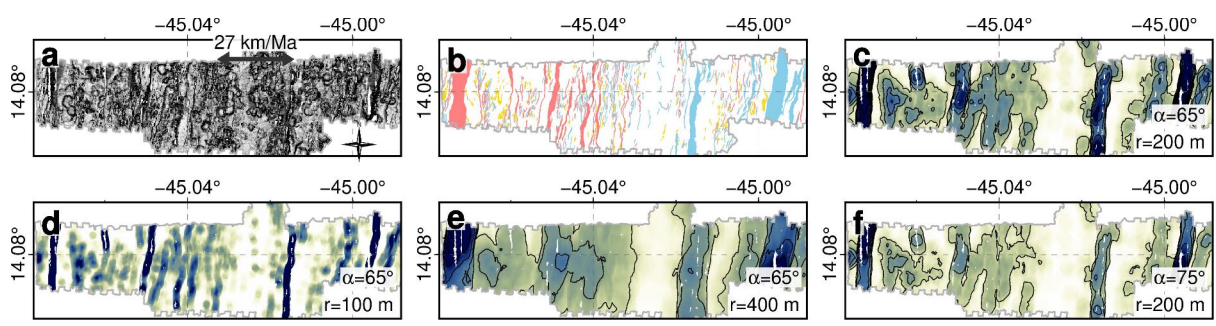 −45.04° −45.00° −45.04° −45.00° −45.04° −45.00°
a 27 km/Ma b c
14.08° 14.08° 14.08°
α=65°
r=200 m
−45.04° −45.00° −45.04° −45.00° −45.04° −45.00°
d e f
14.08° 14.08° 14.08°
α=65° α=65° α=75°
r=100 m r=400 m r=200 m